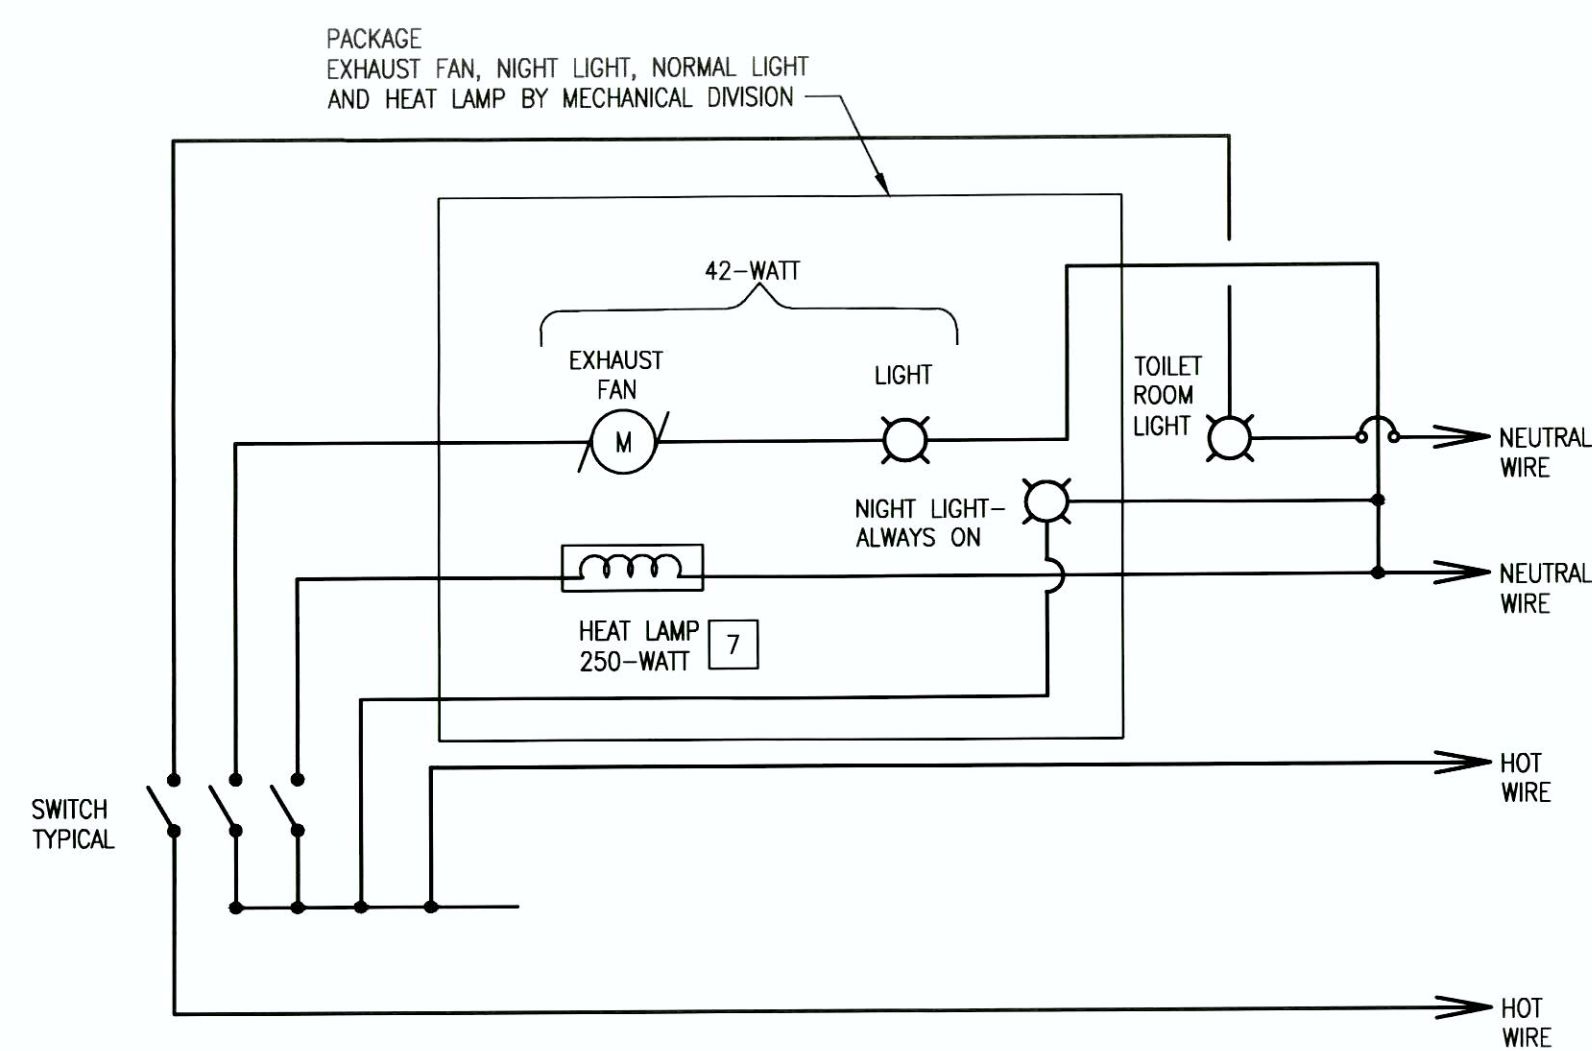 PACKAGE
EXHAUST FAN, NIGHT LIGHT, NORMAL LIGHT
AND HEAT LAMP BY MECHANICAL DIVISION
42-WATT
EXHAUST
FAN
LIGHT
TOILET
ROOM
LIGHT
M
NEUTRAL
WIRE
NIGHT LIGHT-
ALWAYS ON
NEUTRAL
WIRE
HEAT LAMP
250-WATT
7
HOT
WIRE
SWITCH
TYPICAL
HOT
WIRE